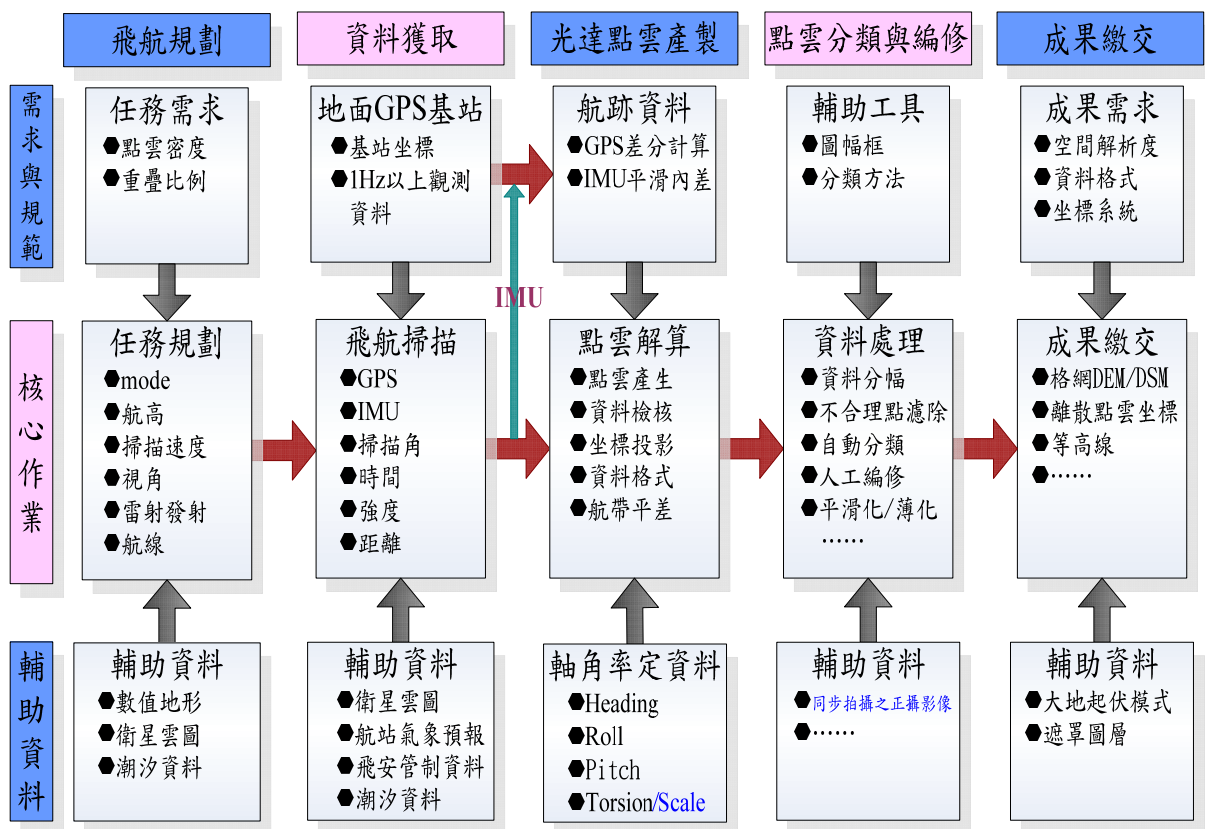 飛航規劃
資料獲取
光達點雲產製
點雲分類與編修
成果繳交
需求與規範
任務需求
●點雲密度
●重疊比例
地面GPS基站
●基站坐標
●1Hz以上觀測
資料
航跡資料
●GPS差分計算
●IMU平滑內差
輔助工具
●圖幅框
●分類方法
成果需求
●空間解析度
●資料格式
●坐標系統
IMU
核心作業
任務規劃
●mode
●航高
●掃描速度
●視角
●雷射發射
●航線
飛航掃描
●GPS
●IMU
●掃描角
●時間
●強度
●距離
點雲解算
●點雲產生
●資料檢核
●坐標投影
●資料格式
●航帶平差
資料處理
●資料分幅
●不合理點濾除
●自動分類
●人工編修
●平滑化/薄化
……
成果繳交
●格網DEM/DSM
●離散點雲坐標
●等高線
●……
輔助資料
輔助資料
●數值地形
●衛星雲圖
●潮汐資料
輔助資料
●衛星雲圖
●航站氣象預報
●飛安管制資料
●潮汐資料
軸角率定資料
●Heading
●Roll
●Pitch
●Torsion/Scale
輔助資料
●同步拍攝之正攝影像
●……
輔助資料
●大地起伏模式
●遮罩圖層